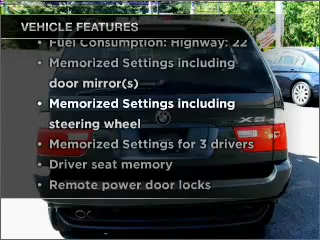 VEHICLE FEATURES
• Fuel Consumption: Highway: 22
• Memorized Settings including
door mirror(s)
• Memorized Settings including
steering wheel
• Memorized Settings for 3 drivers
• Driver seat memory
• Remote power door locks
X5